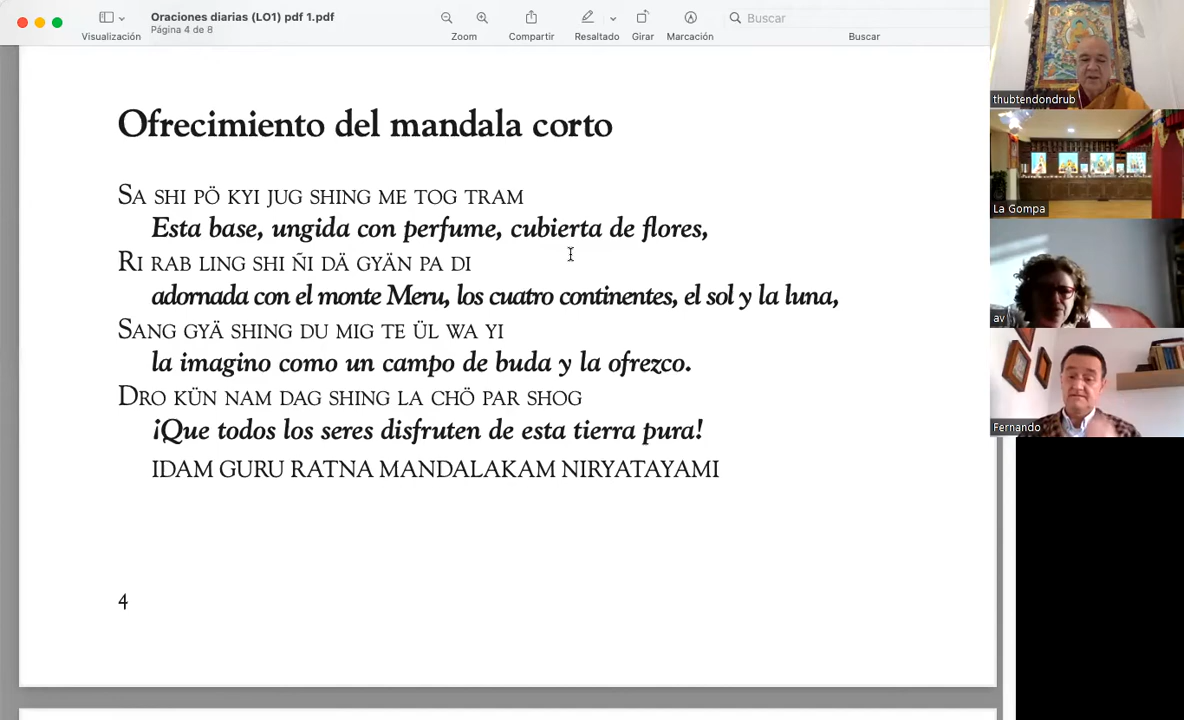 Oraciones diarias (LO1) pdf 1.pdf
Página 4 de 8
Visualización
Zoom
Compartir
Resaltado
Girar
Marcación
Buscar
Buscar
Ofrecimiento del mandala corto
SA SHI PÖ KYI JUG SHING ME TOG TRAM
Esta base, ungida con perfume, cubierta de flores,
RI RAB LING SHI ÑI DÄ GYÄN PA DI
adornada con el monte Meru, los cuatro continentes, el sol y la luna,
SANG GYÄ SHING DU MIG TE ÜL WA YI
la imagino como un campo de buda y la ofrezco.
DRO KÜN NAM DAG SHING LA CHÖ PAR SHOG
¡Que todos los seres disfruten de esta tierra pura!
IDAM GURU RATNA MANDALAKAM NIRYATAYAMI
4
thubtendondrub
La Gompa
av
Fernando